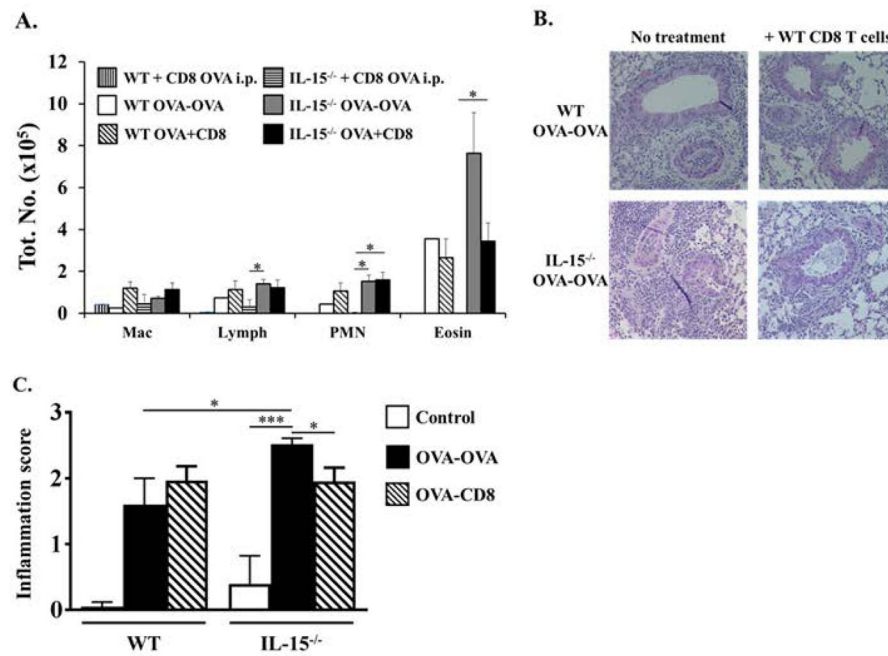 A.
Tot. No. (x10⁵)
12
10
8
6
4
2
0
WT + CD8 OVA i.p.
WT OVA-OVA
WT OVA+CD8
IL-15⁻/⁻ + CD8 OVA i.p.
IL-15⁻/⁻ OVA-OVA
IL-15⁻/⁻ OVA+CD8
*
*
*
*
Mac Lymph PMN Eosin
B.
No treatment + WT CD8 T cells
WT
OVA-OVA
IL-15⁻/⁻
OVA-OVA
C.
Inflammation score
3
2
1
0
*
*** *
Control
OVA-OVA
OVA-CD8
WT IL-15⁻/⁻